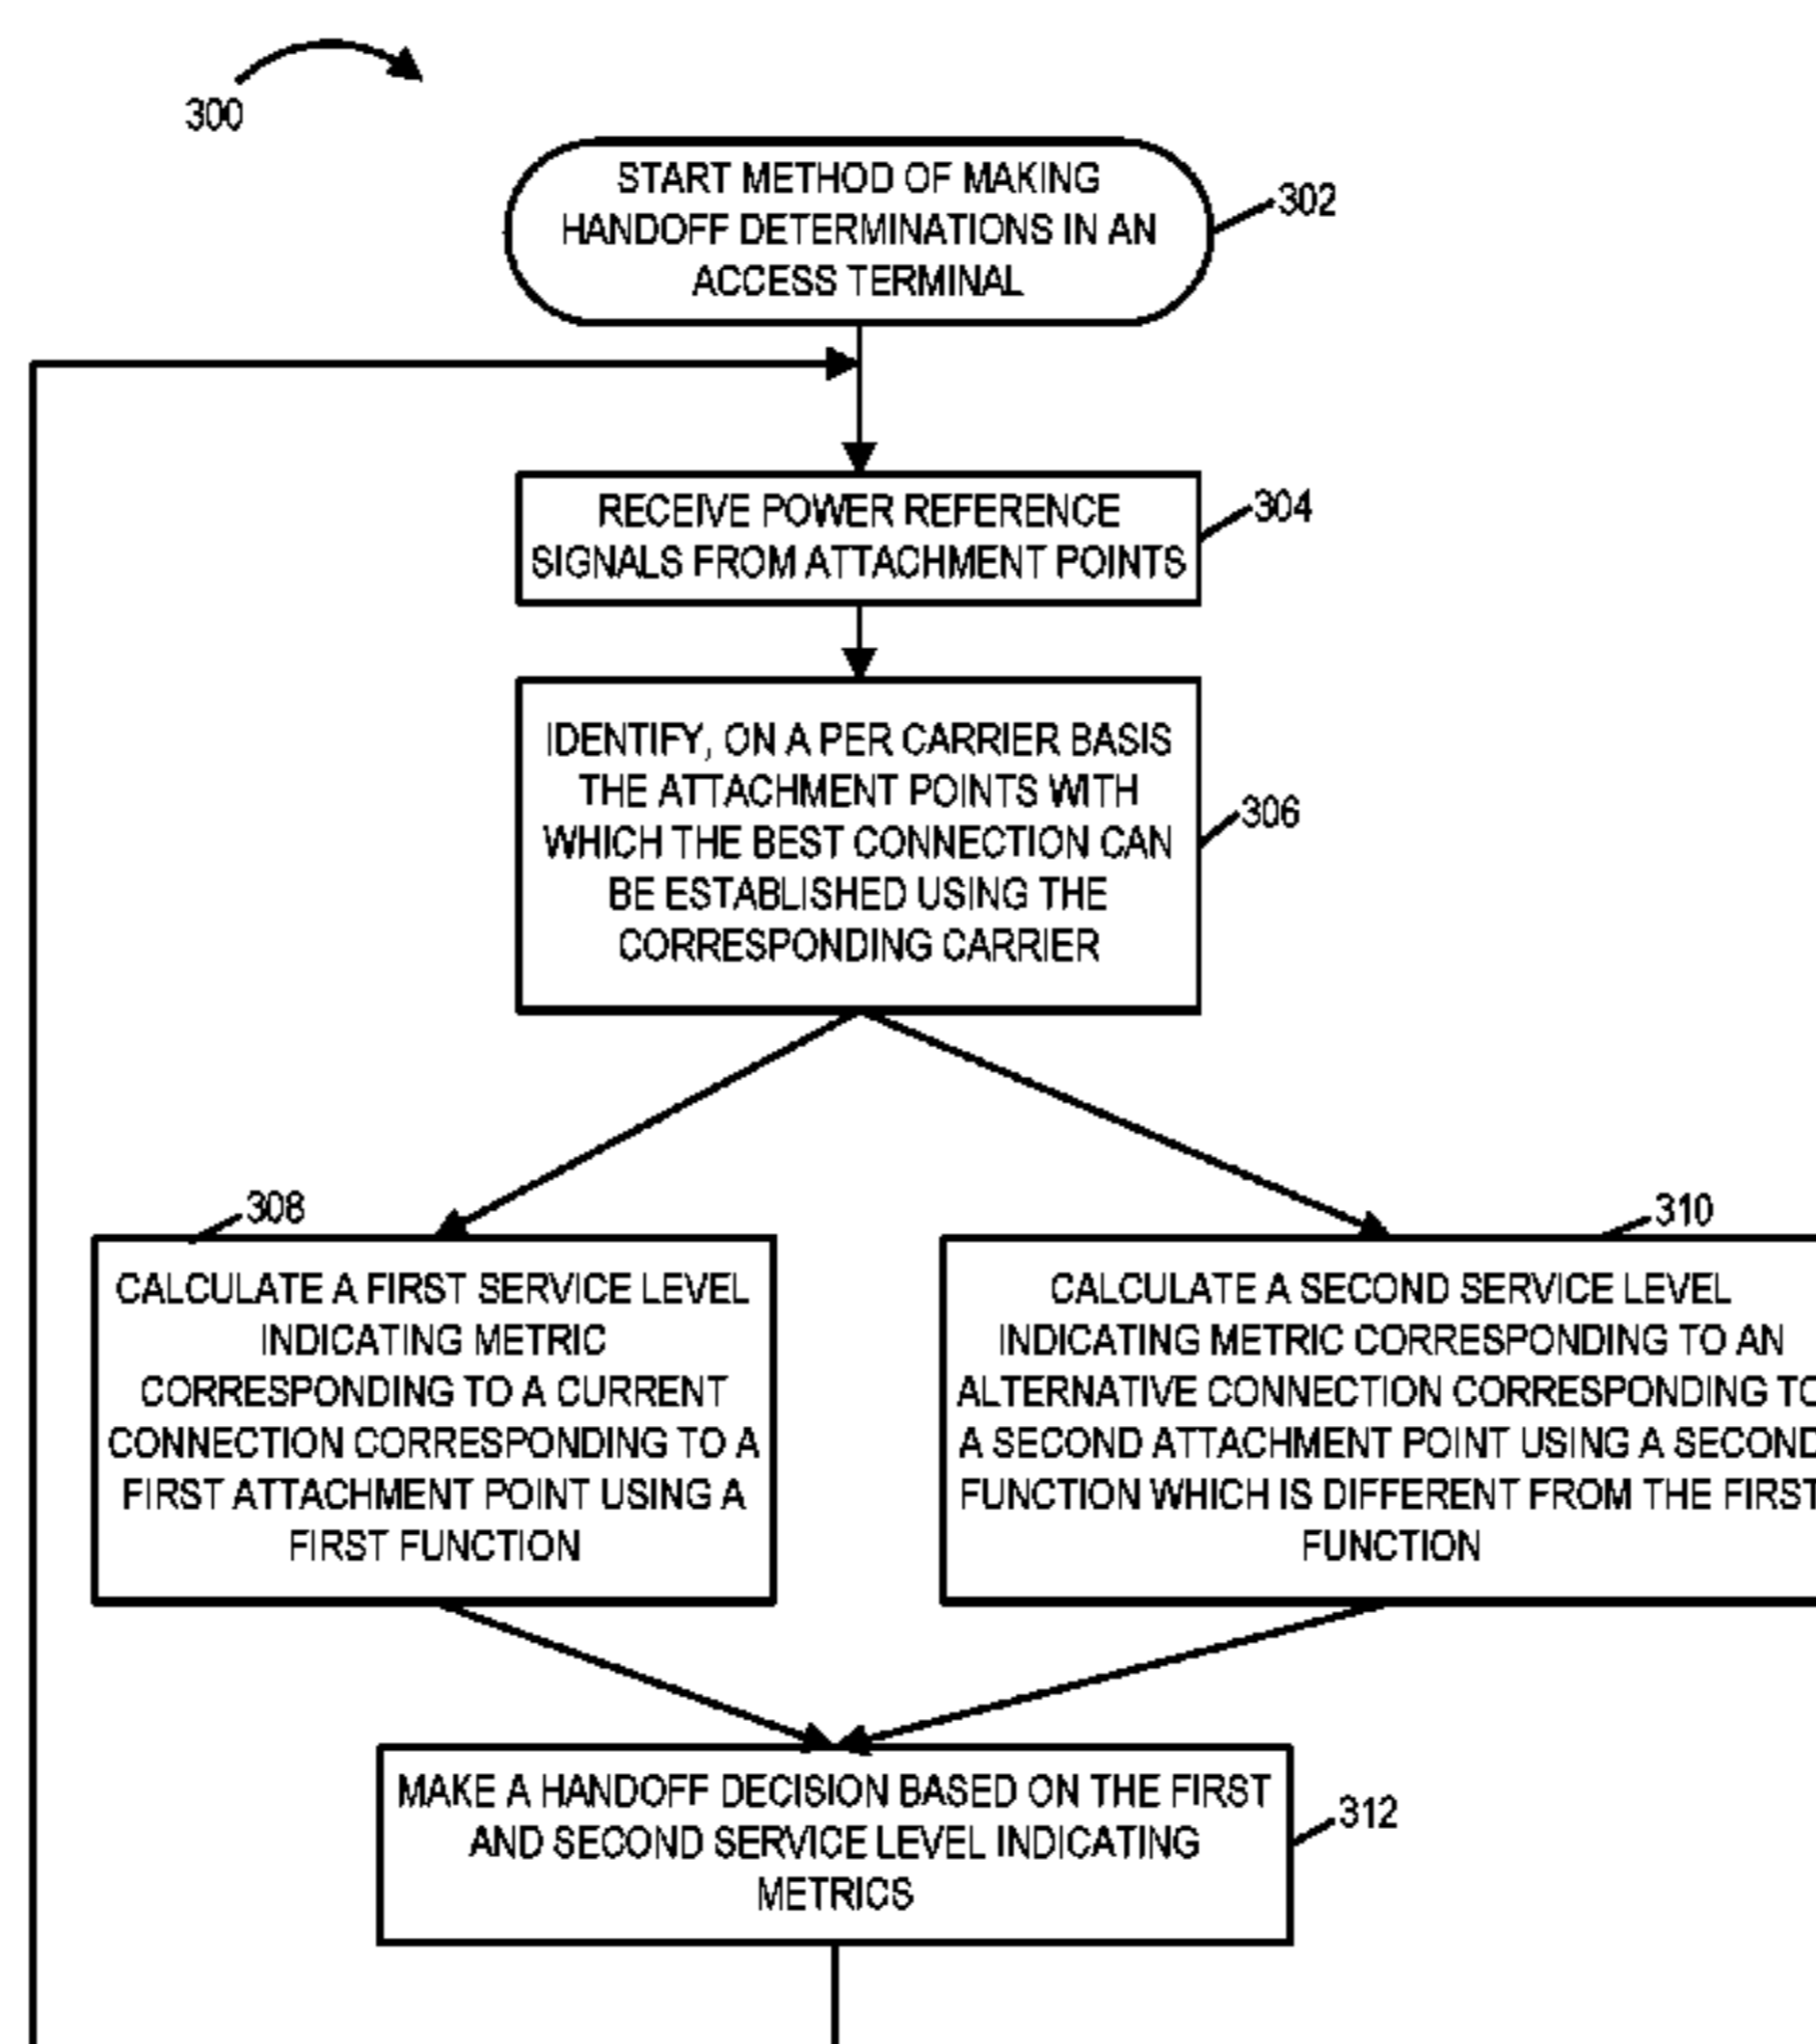 300
START METHOD OF MAKING
HANDOFF DETERMINATIONS IN AN
ACCESS TERMINAL
302
RECEIVE POWER REFERENCE
SIGNALS FROM ATTACHMENT POINTS
304
IDENTIFY, ON A PER CARRIER BASIS
THE ATTACHMENT POINTS WITH
WHICH THE BEST CONNECTION CAN
BE ESTABLISHED USING THE
CORRESPONDING CARRIER
306
308
CALCULATE A FIRST SERVICE LEVEL
INDICATING METRIC
CORRESPONDING TO A CURRENT
CONNECTION CORRESPONDING TO A
FIRST ATTACHMENT POINT USING A
FIRST FUNCTION
310
CALCULATE A SECOND SERVICE LEVEL
INDICATING METRIC CORRESPONDING TO AN
ALTERNATIVE CONNECTION CORRESPONDING TO
A SECOND ATTACHMENT POINT USING A SECOND
FUNCTION WHICH IS DIFFERENT FROM THE FIRST
FUNCTION
MAKE A HANDOFF DECISION BASED ON THE FIRST
AND SECOND SERVICE LEVEL INDICATING
METRICS
312